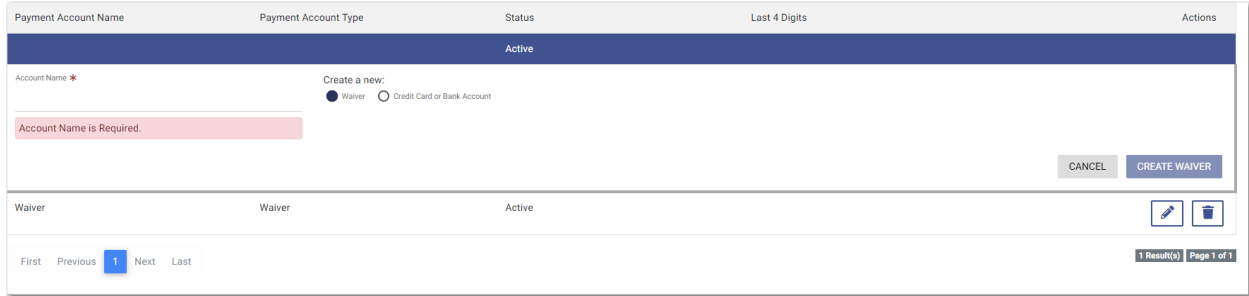 Payment Account Name Payment Account Type Status Last 4 Digits Actions
Active
Account Name * Create a new:
Waiver Credit Card or Bank Account
Account Name is Required.
CANCEL CREATE WAIVER
Waiver Waiver Active
First Previous 1 Next Last 1 Result(s) Page 1 of 1